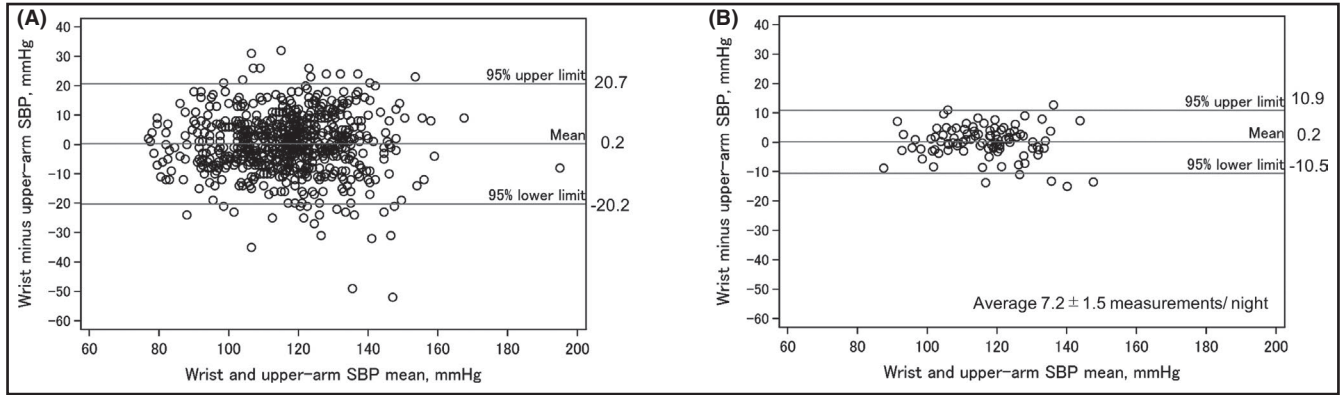 (A)
Wrist minus upper-arm SBP, mmHg
40
30
20
10
0
-10
-20
-30
-40
-50
-60
95% upper limit 20.7
Mean 0.2
95% lower limit -20.2
60 80 100 120 140 160 180 200
Wrist and upper-arm SBP mean, mmHg
(B)
Wrist minus upper-arm SBP, mmHg
40
30
20
10
0
-10
-20
-30
-40
-50
-60
95% upper limit 10.9
Mean 0.2
95% lower limit -10.5
Average 7.2 ± 1.5 measurements/ night
60 80 100 120 140 160 180 200
Wrist and upper-arm SBP mean, mmHg